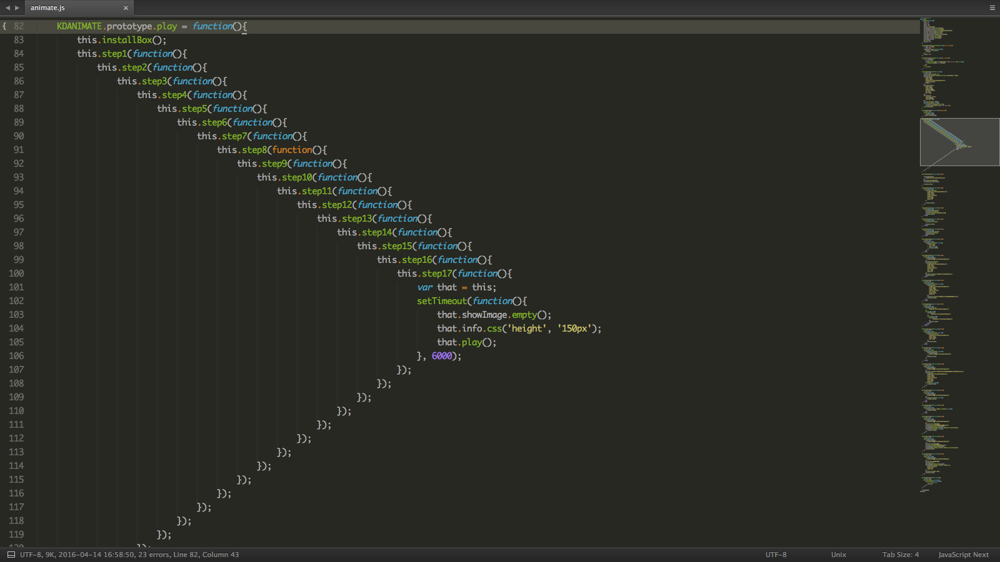 animate.js
{ 82 KDANIMATE.prototype.play = function(){
83 this.installBox();
84 this.step1(function(){
85 this.step2(function(){
86 this.step3(function(){
87 this.step4(function(){
88 this.step5(function(){
89 this.step6(function(){
90 this.step7(function(){
91 this.step8(function(){
92 this.step9(function(){
93 this.step10(function(){
94 this.step11(function(){
95 this.step12(function(){
96 this.step13(function(){
97 this.step14(function(){
98 this.step15(function(){
99 this.step16(function(){
100 this.step17(function(){
101 var that = this;
102 setTimeout(function(){
103 that.showImage.empty();
104 that.info.css('height', '150px');
105 that.play();
106 }, 6000);
107 });
108 });
109 });
110 });
111 });
112 });
113 });
114 });
115 });
116 });
117 });
118 });
119 });
UTF-8, 9K, 2016-04-14 16:58:50, 23 errors, Line 82, Column 43 UTF-8 Unix Tab Size: 4 JavaScript Next